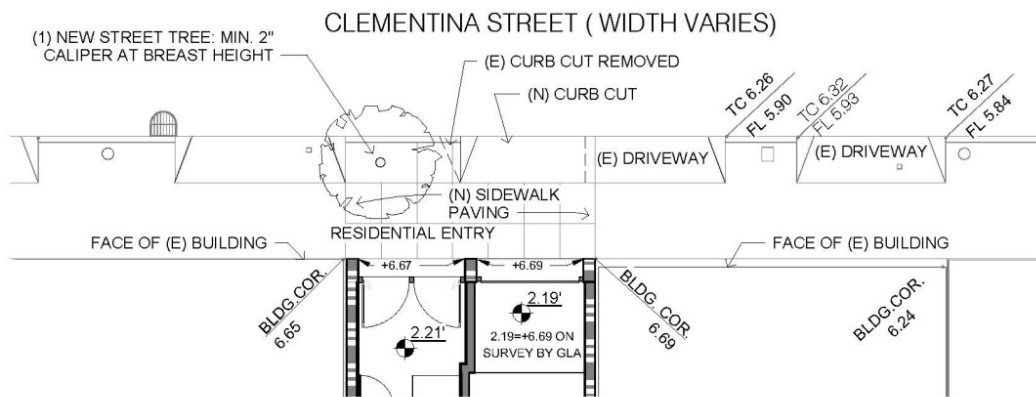 CLEMENTINA STREET ( WIDTH VARIES)
(1) NEW STREET TREE: MIN. 2"
CALIPER AT BREAST HEIGHT
(E) CURB CUT REMOVED
(N) CURB CUT
TC 6.26
FL 5.90
TC 6.32
FL 5.93
TC 6.27
FL 5.84
(E) DRIVEWAY
(E) DRIVEWAY
(N) SIDEWALK
PAVING
RESIDENTIAL ENTRY
FACE OF (E) BUILDING
FACE OF (E) BUILDING
+6.67
+6.69
BLDG.COR.
6.65
BLDG. COR.
6.69
BLDG.COR.
6.24
2.19'
2.19=+6.69 ON
SURVEY BY GLA
2.21'